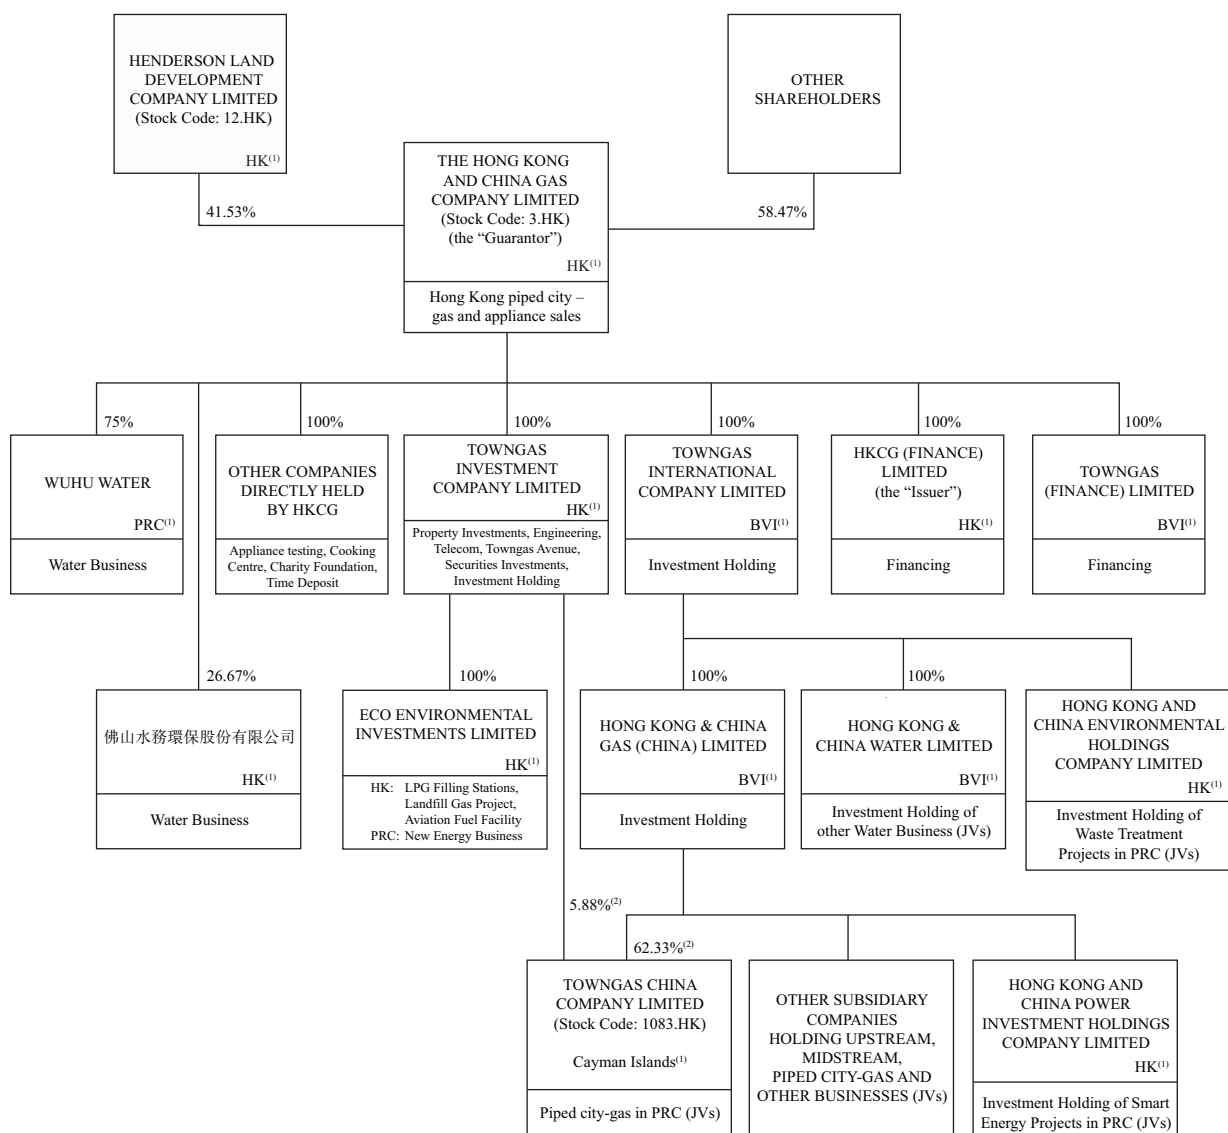 HENDERSON LAND
DEVELOPMENT
COMPANY LIMITED
(Stock Code: 12.HK)
HK(1)
OTHER
SHAREHOLDERS
THE HONG KONG
AND CHINA GAS
COMPANY LIMITED
(Stock Code: 3.HK)
(the “Guarantor”)
HK(1)
Hong Kong piped city –
gas and appliance sales
41.53%
58.47%
75%
WUHU WATER
PRC(1)
Water Business
100%
OTHER COMPANIES
DIRECTLY HELD
BY HKCG
Appliance testing, Cooking
Centre, Charity Foundation,
Time Deposit
100%
TOWNGAS
INVESTMENT
COMPANY LIMITED
HK(1)
Property Investments, Engineering,
Telecom, Towngas Avenue,
Securities Investments,
Investment Holding
100%
TOWNGAS
INTERNATIONAL
COMPANY LIMITED
BVI(1)
Investment Holding
100%
HKCG (FINANCE)
LIMITED
(the “Issuer”)
HK(1)
Financing
100%
TOWNGAS
(FINANCE) LIMITED
BVI(1)
Financing
26.67%
佛山水務環保股份有限公司
HK(1)
Water Business
100%
ECO ENVIRONMENTAL
INVESTMENTS LIMITED
HK(1)
HK: LPG Filling Stations,
Landfill Gas Project,
Aviation Fuel Facility
PRC: New Energy Business
100%
HONG KONG & CHINA
GAS (CHINA) LIMITED
BVI(1)
Investment Holding
100%
HONG KONG &
CHINA WATER LIMITED
BVI(1)
Investment Holding of
other Water Business (JVs)
HONG KONG AND
CHINA ENVIRONMENTAL
HOLDINGS
COMPANY LIMITED
HK(1)
Investment Holding of
Waste Treatment
Projects in PRC (JVs)
5.88%(2)
62.33%(2)
TOWNGAS CHINA
COMPANY LIMITED
(Stock Code: 1083.HK)
Cayman Islands(1)
Piped city-gas in PRC (JVs)
OTHER SUBSIDIARY
COMPANIES
HOLDING UPSTREAM,
MIDSTREAM,
PIPED CITY-GAS AND
OTHER BUSINESSES (JVs)
HONG KONG AND
CHINA POWER
INVESTMENT HOLDINGS
COMPANY LIMITED
HK(1)
Investment Holding of Smart
Energy Projects in PRC (JVs)